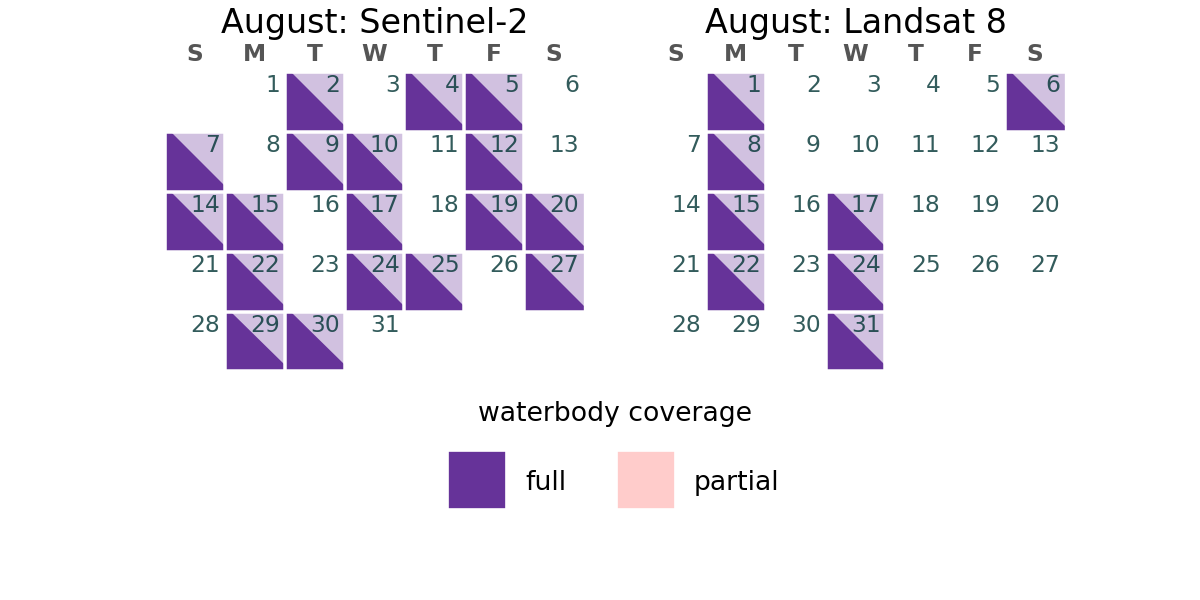 August: Sentinel-2
S M T W T F S
1 2 3 4 5 6
7 8 9 10 11 12 13
14 15 16 17 18 19 20
21 22 23 24 25 26 27
28 29 30 31
August: Landsat 8
S M T W T F S
1 2 3 4 5 6
7 8 9 10 11 12 13
14 15 16 17 18 19 20
21 22 23 24 25 26 27
28 29 30 31
waterbody coverage
full partial